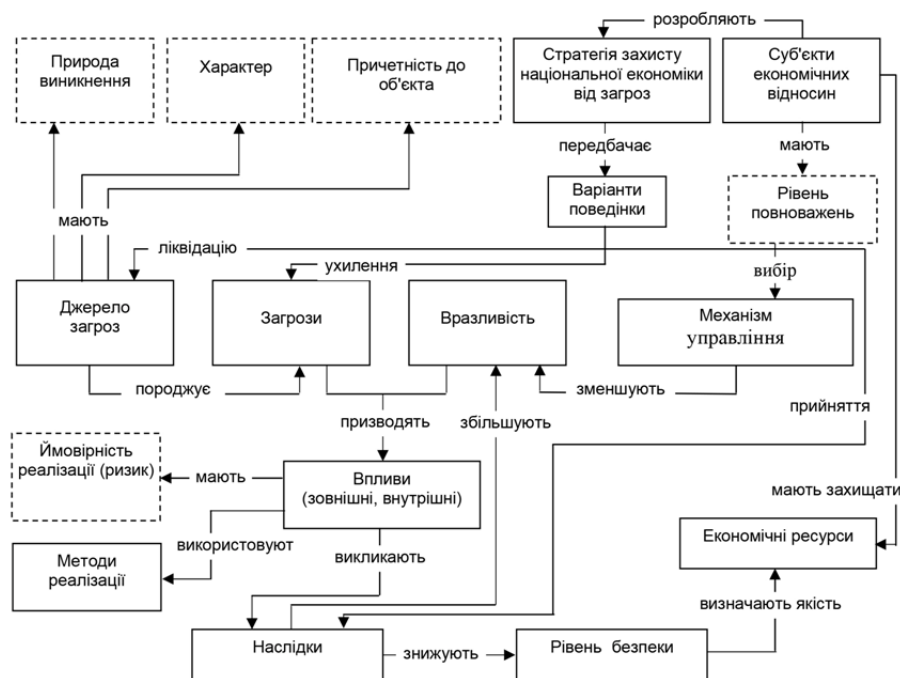 розробляють
Природа
виникнення
Характер
Причетність до
об'єкта
Стратегія захисту
національної економіки
від загроз
Суб'єкти
економічних
відносин
передбачає
мають
Варіанти
поведінки
Рівень
повноважень
мають
ліквідацію
ухилення
вибір
Джерело
загроз
Загрози
Вразливість
Механізм
управління
породжує
зменшують
призводять
збільшують
прийняття
Ймовірність
реалізації (ризик)
мають
Впливи
(зовнішні, внутрішні)
мають захищати
використовуют
викликають
Економічні ресурси
Методи
реалізації
визначають якість
Наслідки
знижують
Рівень безпеки